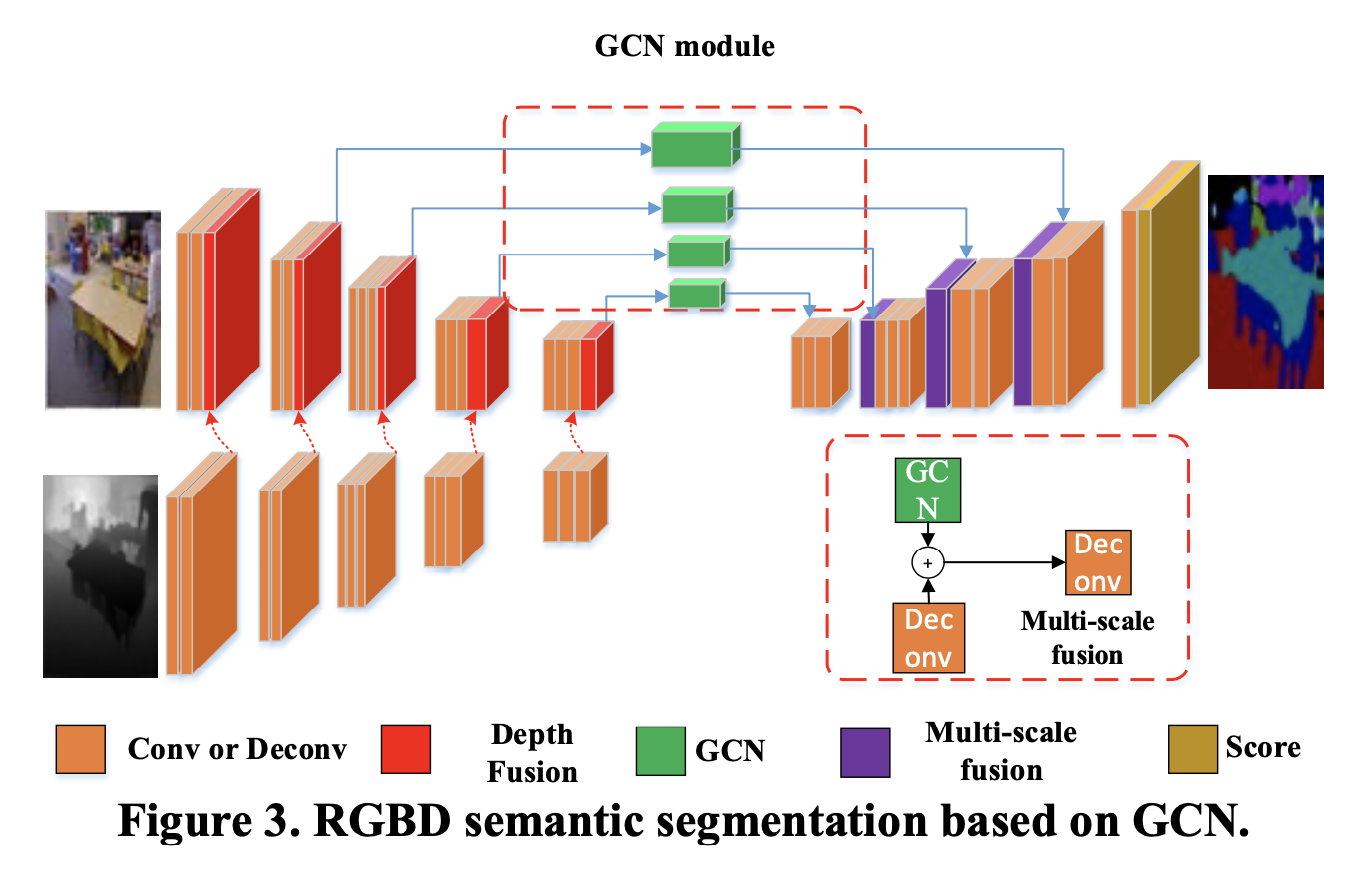 GCN module
GC
N
Dec
onv
Dec
onv
+
Multi-scale
fusion
Conv or Deconv
Depth
Fusion
GCN
Multi-scale
fusion
Score
Figure 3. RGBD semantic segmentation based on GCN.